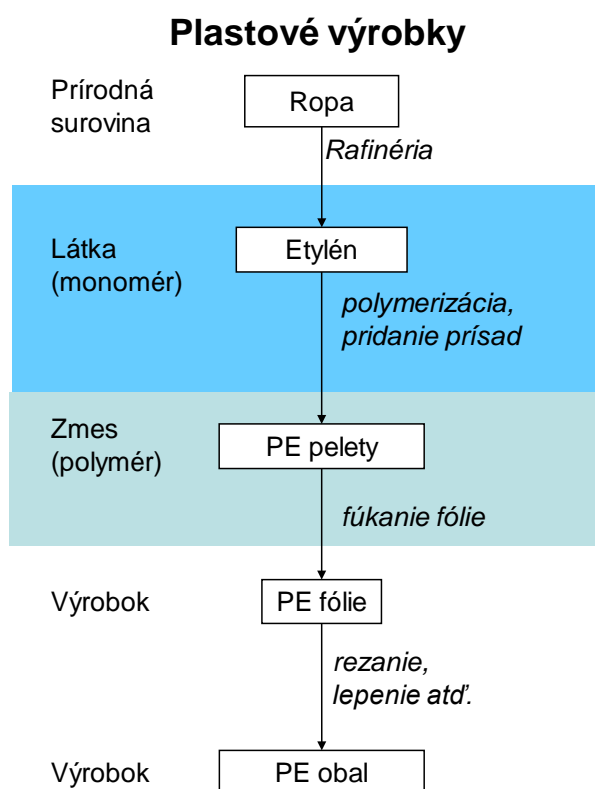 Plastové výrobky
Prírodná
surovina
Ropa
Rafinéria
Látka
(monomér)
Etylén
polymerizácia,
pridanie prísad
Zmes
(polymér)
PE pelety
fúkanie fólie
Výrobok
PE fólie
rezanie,
lepenie atď.
Výrobok
PE obal